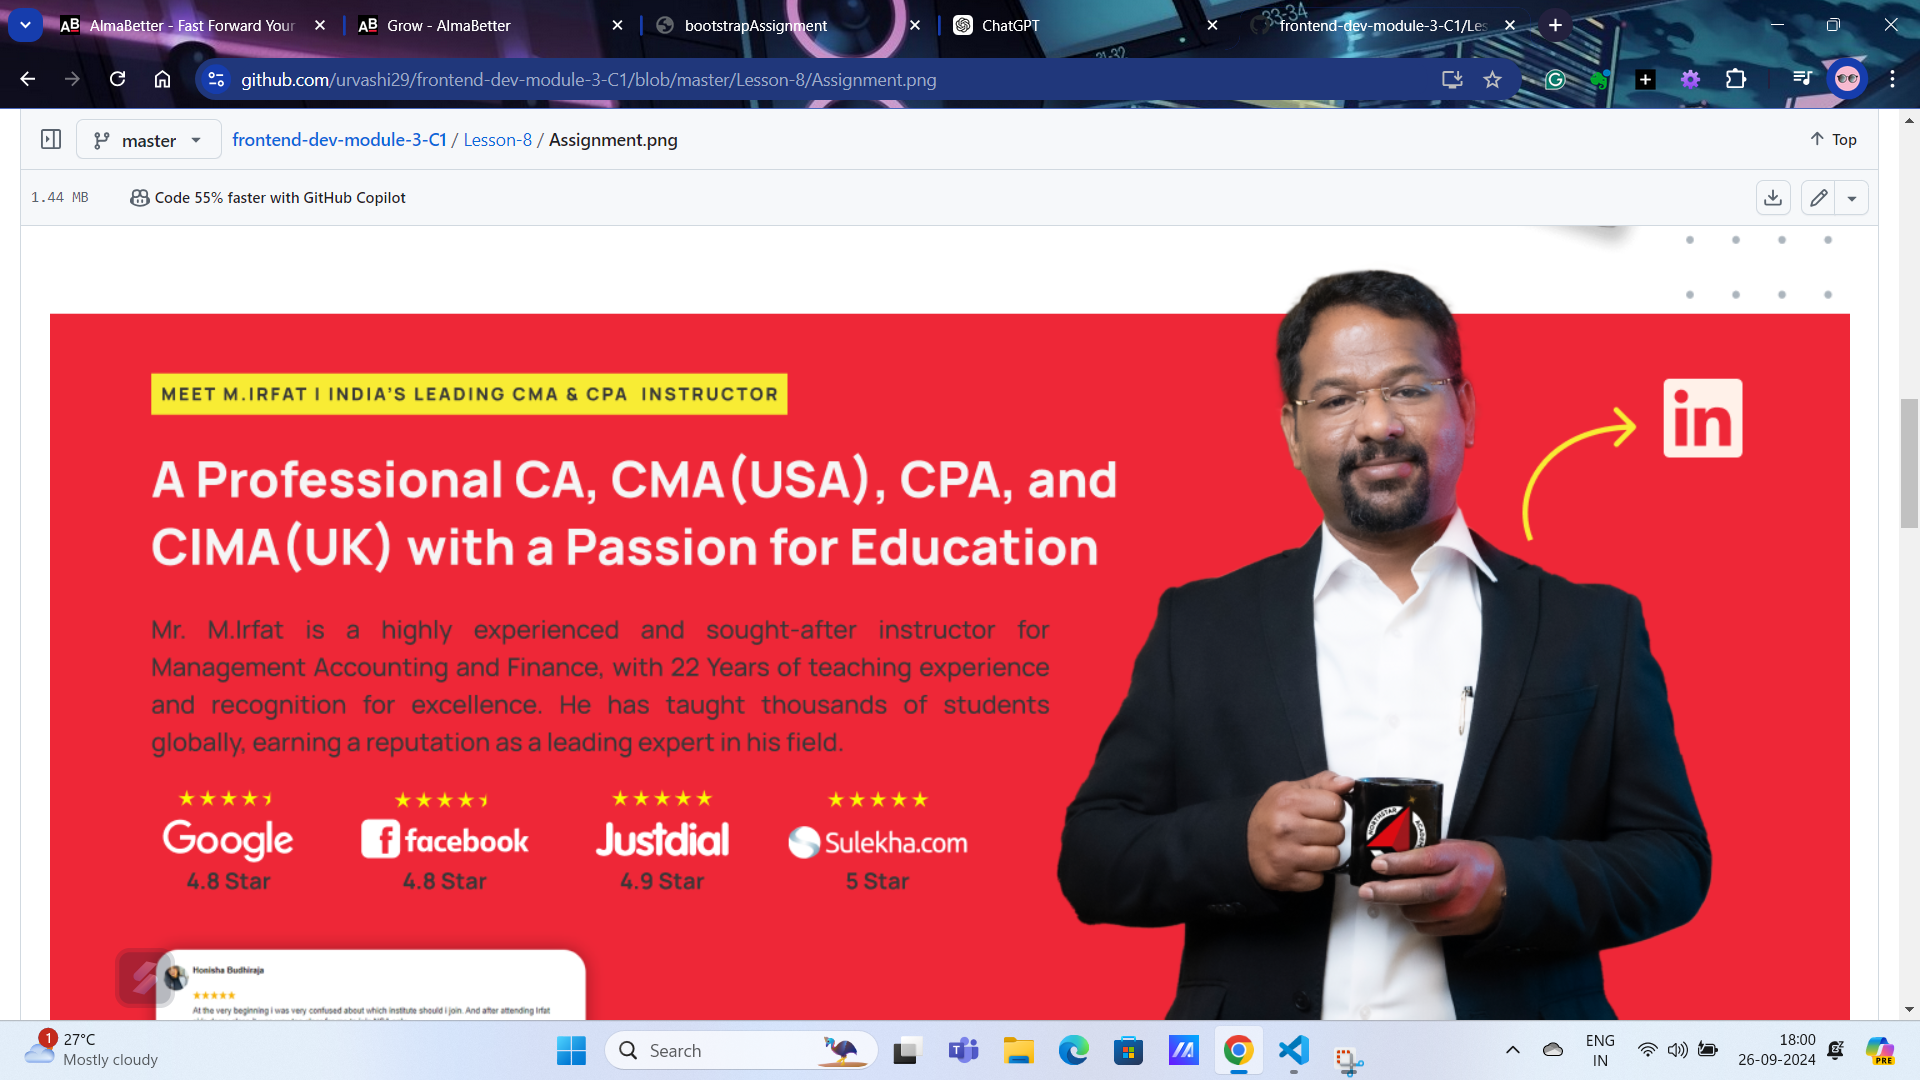 AlmaBetter - Fast Forward Your
Grow - AlmaBetter
bootstrapAssignment
ChatGPT
frontend-dev-module-3-C1/Les
github.com/urvashi29/frontend-dev-module-3-C1/blob/master/Lesson-8/Assignment.png
master
frontend-dev-module-3-C1 / Lesson-8 / Assignment.png
Top
1.44 MB
Code 55% faster with GitHub Copilot
MEET M.IRFAT I INDIA'S LEADING CMA & CPA INSTRUCTOR
in
A Professional CA, CMA(USA), CPA, and
CIMA(UK) with a Passion for Education
Mr. M.Irfat is a highly experienced and sought-after instructor for
Management Accounting and Finance, with 22 Years of teaching experience
and recognition for excellence. He has taught thousands of students
globally, earning a reputation as a leading expert in his field.
Google
facebook
Justdial
Sulekha.com
4.8 Star
4.8 Star
4.9 Star
5 Star
Honisha Budhiraja
At the very beginning i was very confused about which institute should i join. And after attending Irfat
1
27°C
Mostly cloudy
Search
ENG
IN
18:00
26-09-2024
PRE